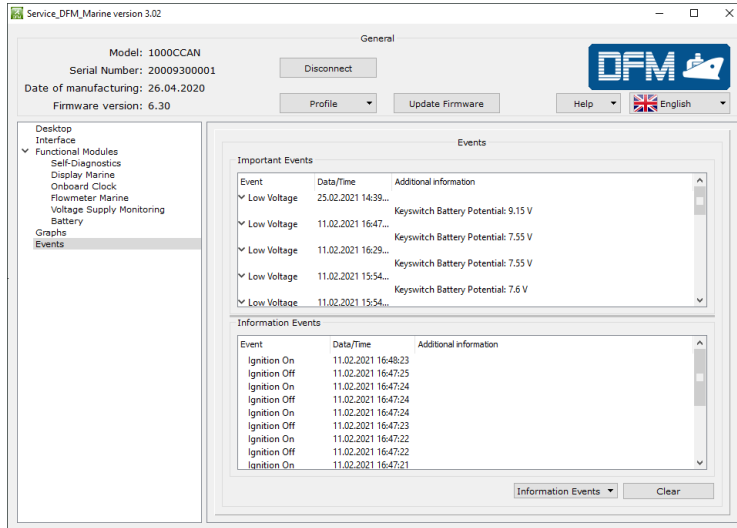 Service_DFM_Marine version 3.02
General
Model: 1000CCAN
Serial Number: 20009300001
Date of manufacturing: 26.04.2020
Firmware version: 6.30
Disconnect
Profile
Update Firmware
DFM
Help
English
Desktop
Interface
Functional Modules
Self-Diagnostics
Display Marine
Onboard Clock
Flowmeter Marine
Voltage Supply Monitoring
Battery
Graphs
Events
Events
Important Events
Event Data/Time Additional information
Low Voltage 25.02.2021 14:39...
Keyswitch Battery Potential: 9.15 V
Low Voltage 11.02.2021 16:47...
Keyswitch Battery Potential: 7.55 V
Low Voltage 11.02.2021 16:29...
Keyswitch Battery Potential: 7.55 V
Low Voltage 11.02.2021 15:54...
Keyswitch Battery Potential: 7.6 V
Low Voltage 11.02.2021 15:54...
Information Events
Event Data/Time Additional information
Ignition On 11.02.2021 16:48:23
Ignition Off 11.02.2021 16:47:25
Ignition On 11.02.2021 16:47:24
Ignition Off 11.02.2021 16:47:24
Ignition On 11.02.2021 16:47:24
Ignition Off 11.02.2021 16:47:23
Ignition On 11.02.2021 16:47:22
Ignition Off 11.02.2021 16:47:22
Ignition On 11.02.2021 16:47:21
Information Events
Clear